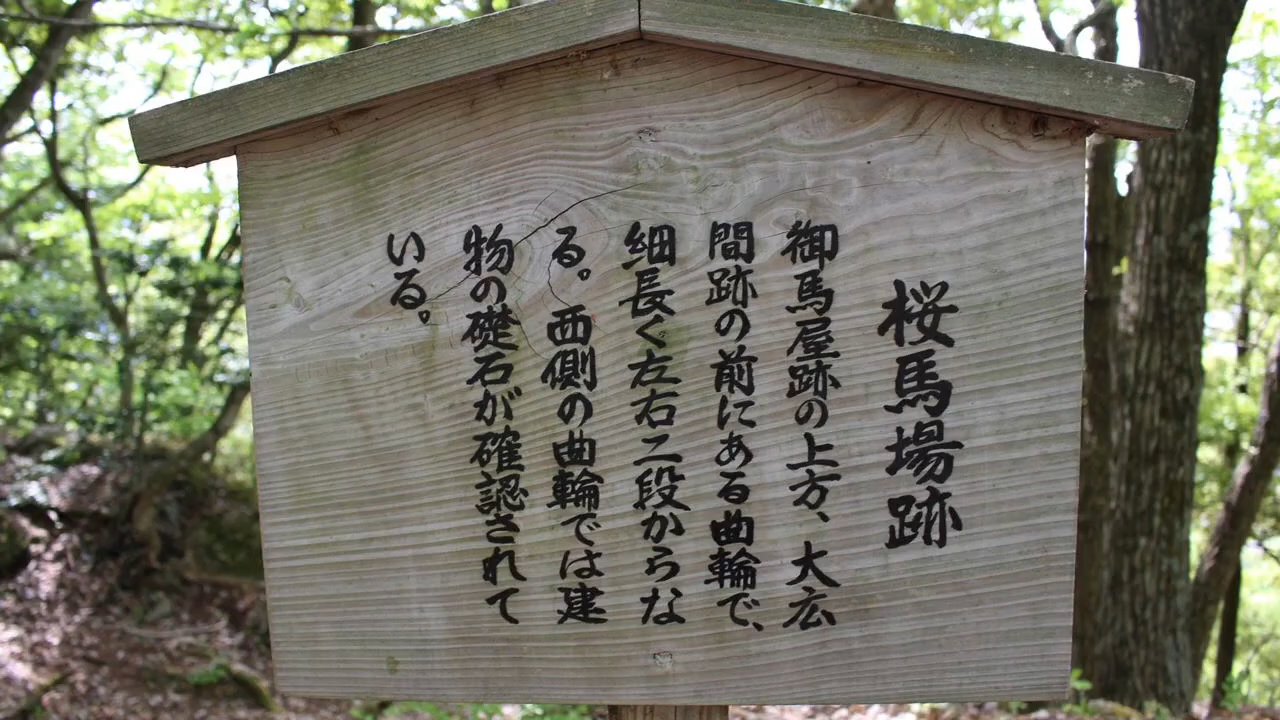 桜馬場跡
御馬屋跡の上方、大広
間跡の前にある曲輪で、
細長く左右二段からな
る。西側の曲輪では建
物の礎石が確認されて
いる。